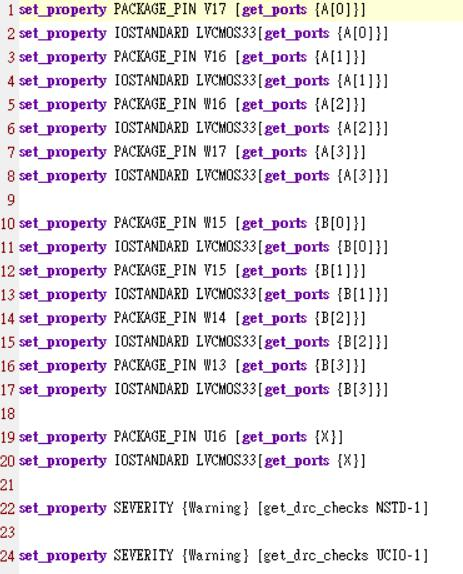 1 set_property PACKAGE_PIN V17 [get_ports {A[0]}]
2 set_property IOSTANDARD LVCMOS33[get_ports {A[0]}]
3 set_property PACKAGE_PIN V16 [get_ports {A[1]}]
4 set_property IOSTANDARD LVCMOS33[get_ports {A[1]}]
5 set_property PACKAGE_PIN W16 [get_ports {A[2]}]
6 set_property IOSTANDARD LVCMOS33[get_ports {A[2]}]
7 set_property PACKAGE_PIN W17 [get_ports {A[3]}]
8 set_property IOSTANDARD LVCMOS33[get_ports {A[3]}]
9
10 set_property PACKAGE_PIN W15 [get_ports {B[0]}]
11 set_property IOSTANDARD LVCMOS33[get_ports {B[0]}]
12 set_property PACKAGE_PIN V15 [get_ports {B[1]}]
13 set_property IOSTANDARD LVCMOS33[get_ports {B[1]}]
14 set_property PACKAGE_PIN W14 [get_ports {B[2]}]
15 set_property IOSTANDARD LVCMOS33[get_ports {B[2]}]
16 set_property PACKAGE_PIN W13 [get_ports {B[3]}]
17 set_property IOSTANDARD LVCMOS33[get_ports {B[3]}]
18
19 set_property PACKAGE_PIN U16 [get_ports {X}]
20 set_property IOSTANDARD LVCMOS33[get_ports {X}]
21
22 set_property SEVERITY {Warning} [get_drc_checks NSTD-1]
23
24 set_property SEVERITY {Warning} [get_drc_checks UCIO-1]